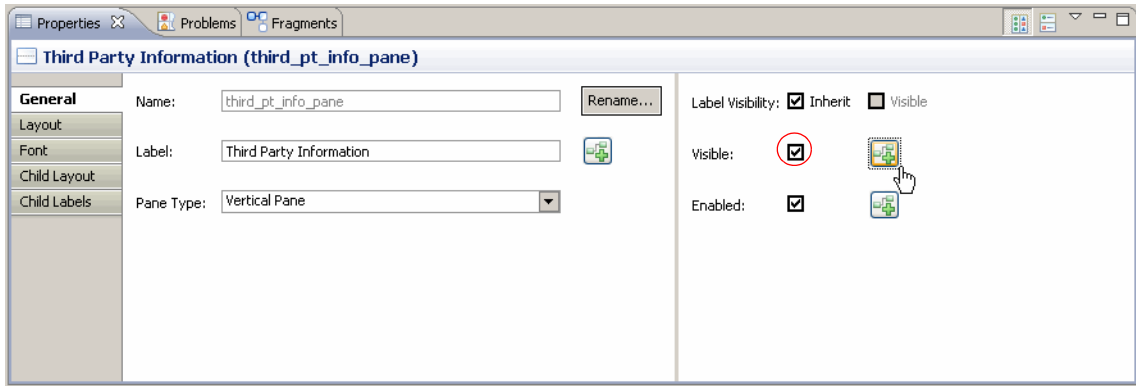 Properties Problems Fragments
Third Party Information (third_pt_info_pane)
General
Layout
Font
Child Layout
Child Labels
Name: third_pt_info_pane Rename...
Label: Third Party Information
Pane Type: Vertical Pane
Label Visibility: Inherit Visible
Visible:
Enabled: